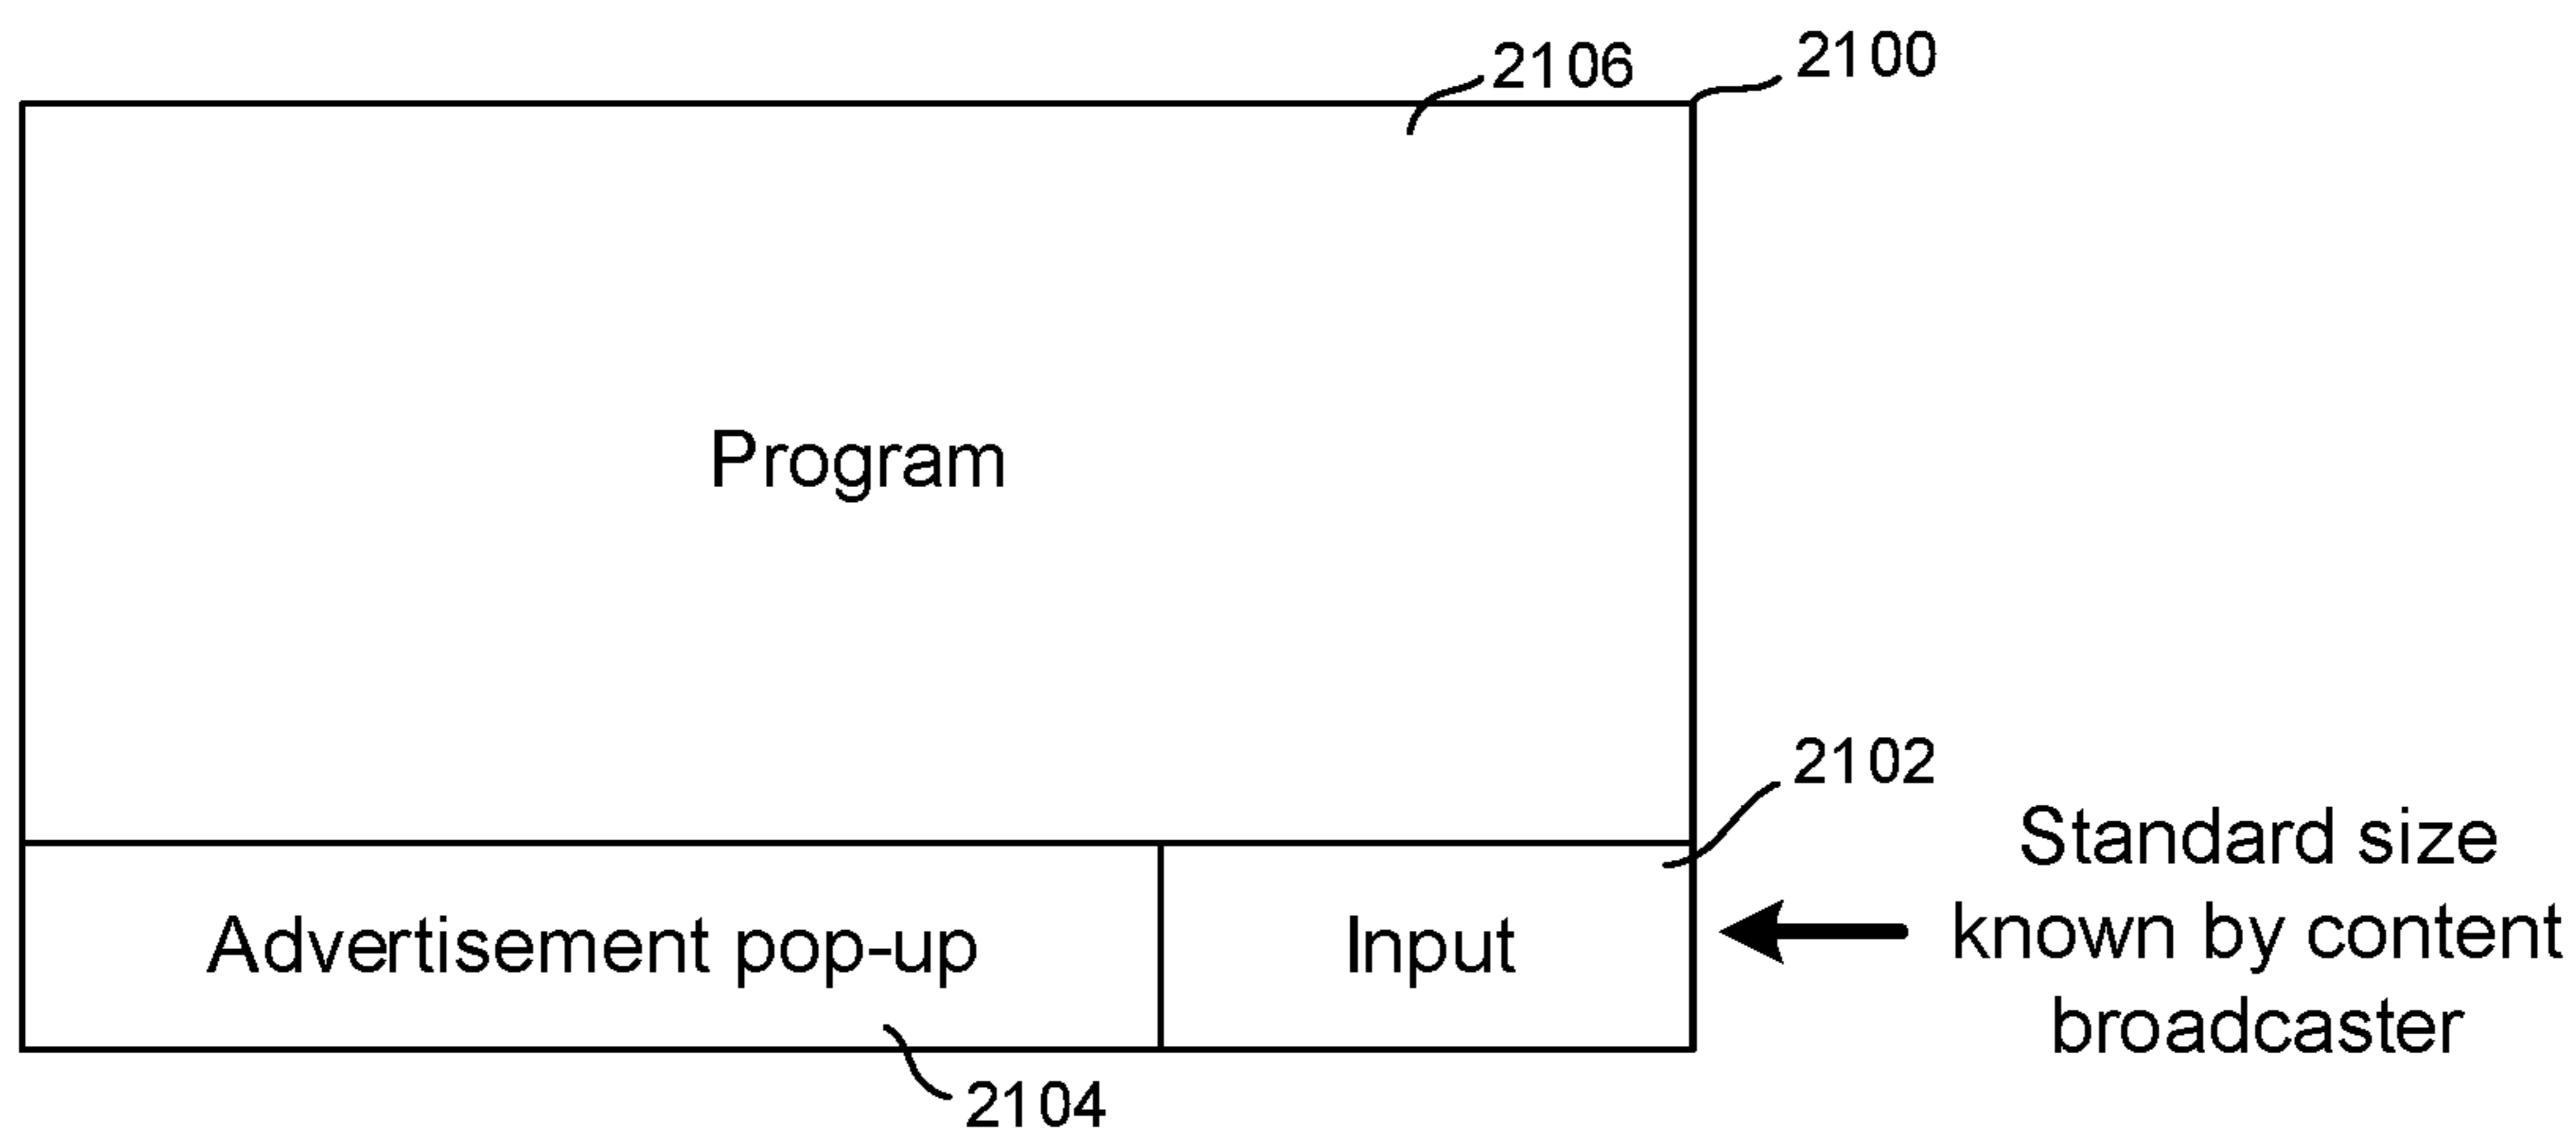 2106
2100
Program
2102
Standard size
known by content
broadcaster
Advertisement pop-up
Input
2104